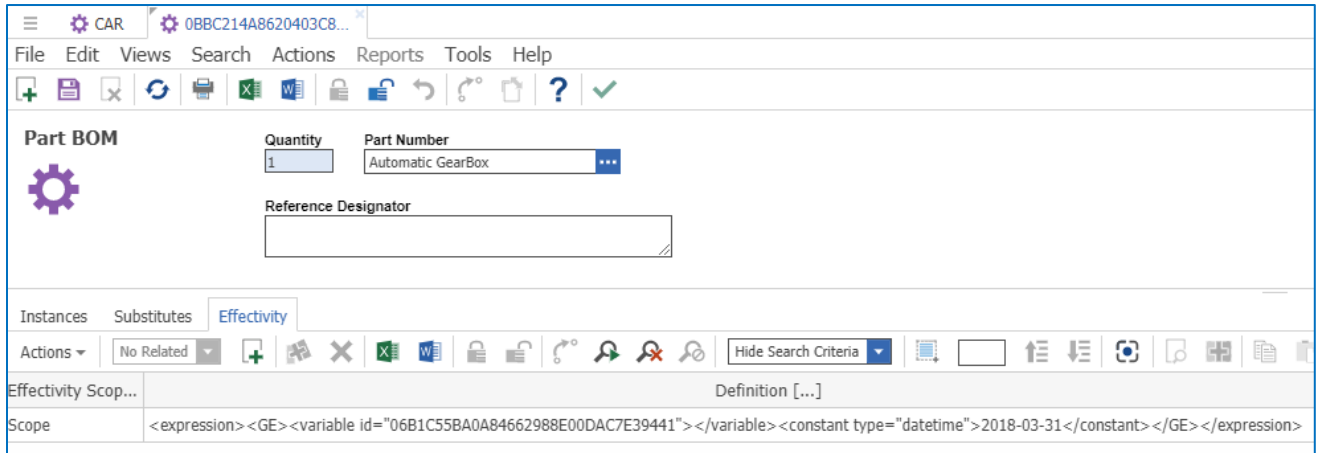 CAR 0BBC214A8620403C8...
File Edit Views Search Actions Reports Tools Help
Part BOM
Quantity Part Number
1 Automatic GearBox
Reference Designator
Instances Substitutes Effectivity
Actions No Related Hide Search Criteria
Effectivity Scop... Definition [...]
Scope <expression><GE><variable id="06B1C55BA0A84662988E00DAC7E39441"></variable><constant type="datetime">2018-03-31</constant></GE></expression>